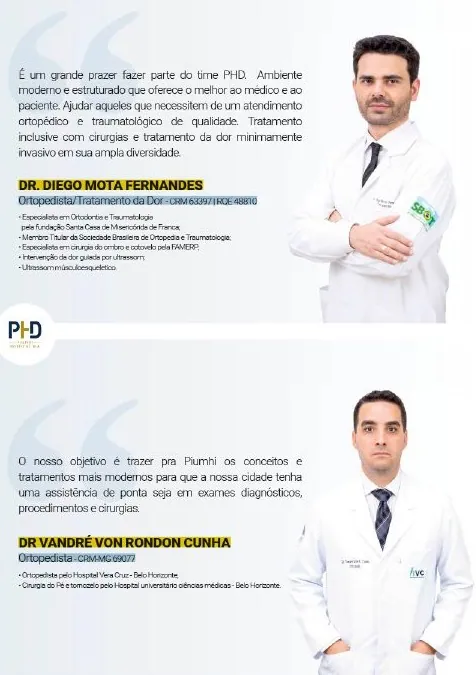 É um grande prazer fazer parte do time PHD. Ambiente
moderno e estruturado que oferece o melhor ao médico e ao
paciente. Ajudar aqueles que necessitem de um atendimento
ortopédico e traumatológico de qualidade. Tratamento
inclusive com cirurgias e tratamento da dor minimamente
invasivo em sua ampla diversidade.
DR. DIEGO MOTA FERNANDES
Ortopedista/Tratamento da Dor - CRM 63397 | RQE 48810
• Especialista em Ortodontia e Traumatologia
pela fundação Santa Casa de Misericórdia de Franca;
• Membro Titular da Sociedade Brasileira de Ortopedia e Traumatologia;
• Especialista em cirurgia do ombro e cotovelo pela FAMERP;
• Intervenção da dor guiada por ultrassom;
• Ultrassom músculoesquelético.
SBOT
PHD
O nosso objetivo é trazer pra Piumhi os conceitos e
tratamentos mais modernos para que a nossa cidade tenha
uma assistência de ponta seja em exames diagnósticos,
procedimentos e cirurgias.
DR VANDRÉ VON RONDON CUNHA
Ortopedista - CRM-MG 69077
• Ortopedista pelo Hospital Vera Cruz - Belo Horizonte;
• Cirurgia do Pé e tornozelo pelo Hospital universitário ciências médicas - Belo Horizonte.
HVC